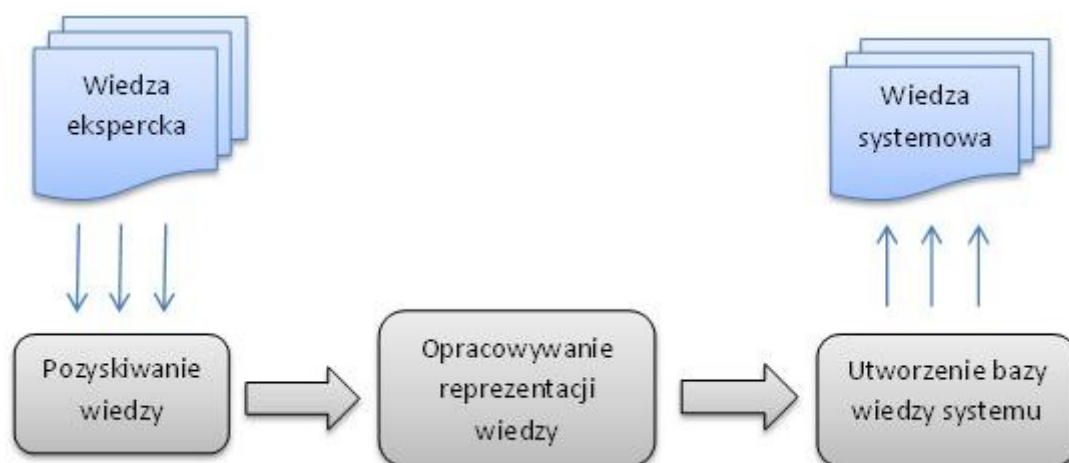 Wiedza
ekspercka
Wiedza
systemowa
Pozyskiwanie
wiedzy
Opracowywanie
reprezentacji
wiedzy
Utworzenie bazy
wiedzy systemu